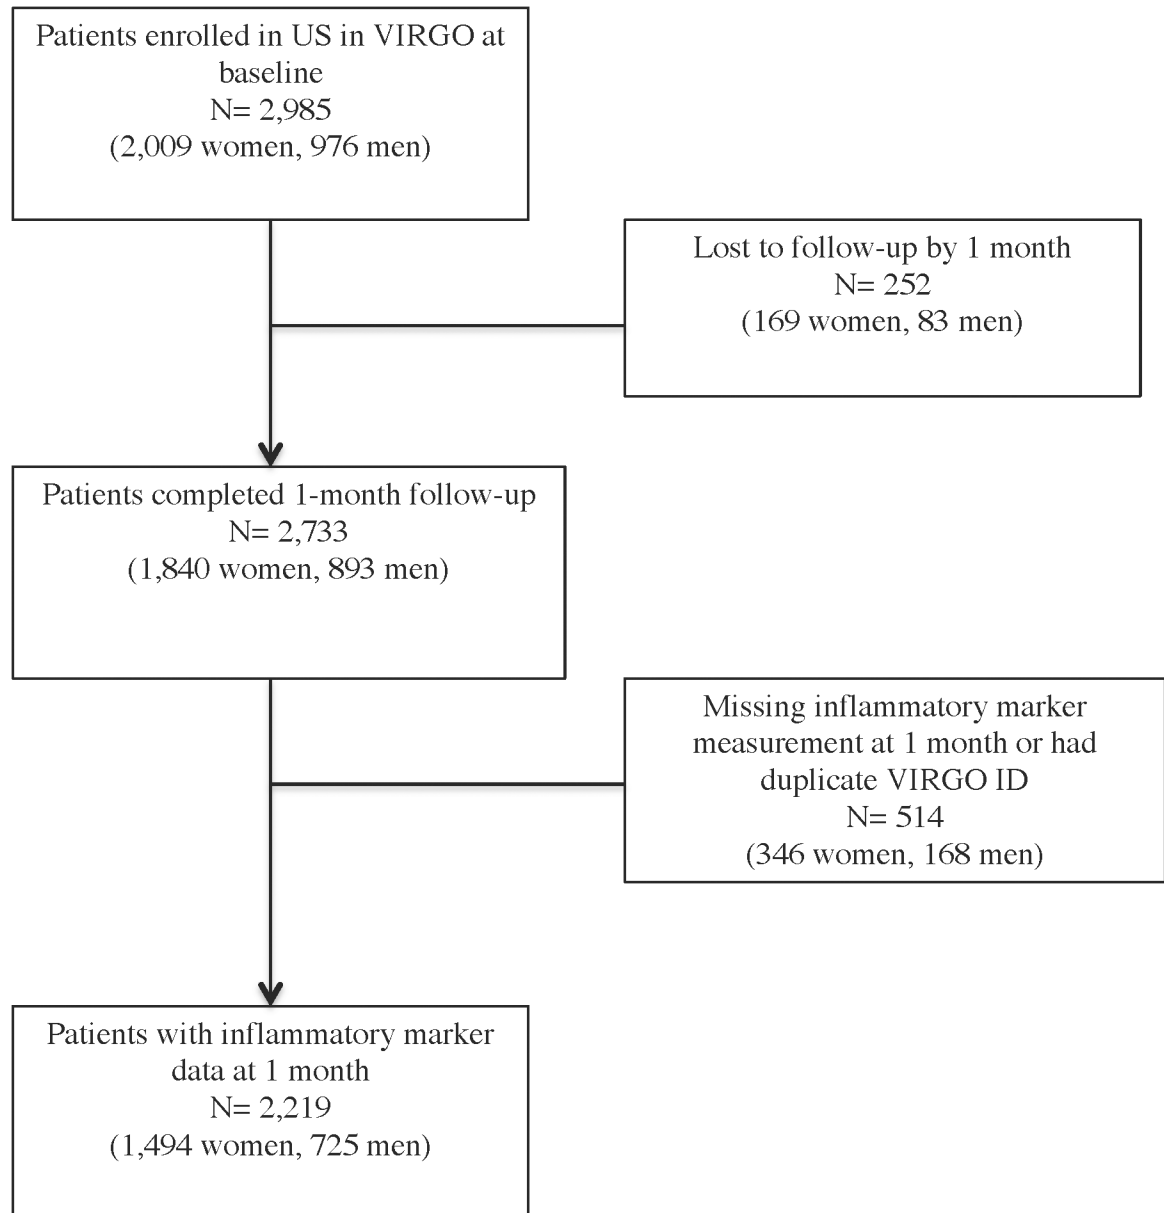 Patients enrolled in US in VIRGO at
baseline
N= 2,985
(2,009 women, 976 men)
Lost to follow-up by 1 month
N= 252
(169 women, 83 men)
Patients completed 1-month follow-up
N= 2,733
(1,840 women, 893 men)
Missing inflammatory marker
measurement at 1 month or had
duplicate VIRGO ID
N= 514
(346 women, 168 men)
Patients with inflammatory marker
data at 1 month
N= 2,219
(1,494 women, 725 men)